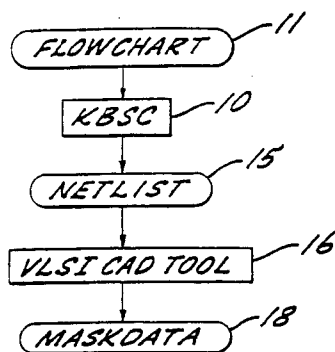 11
FLOWCHART
KBSC
10
15
NETLIST
16
VLSI CAD TOOL
18
MASKDATA